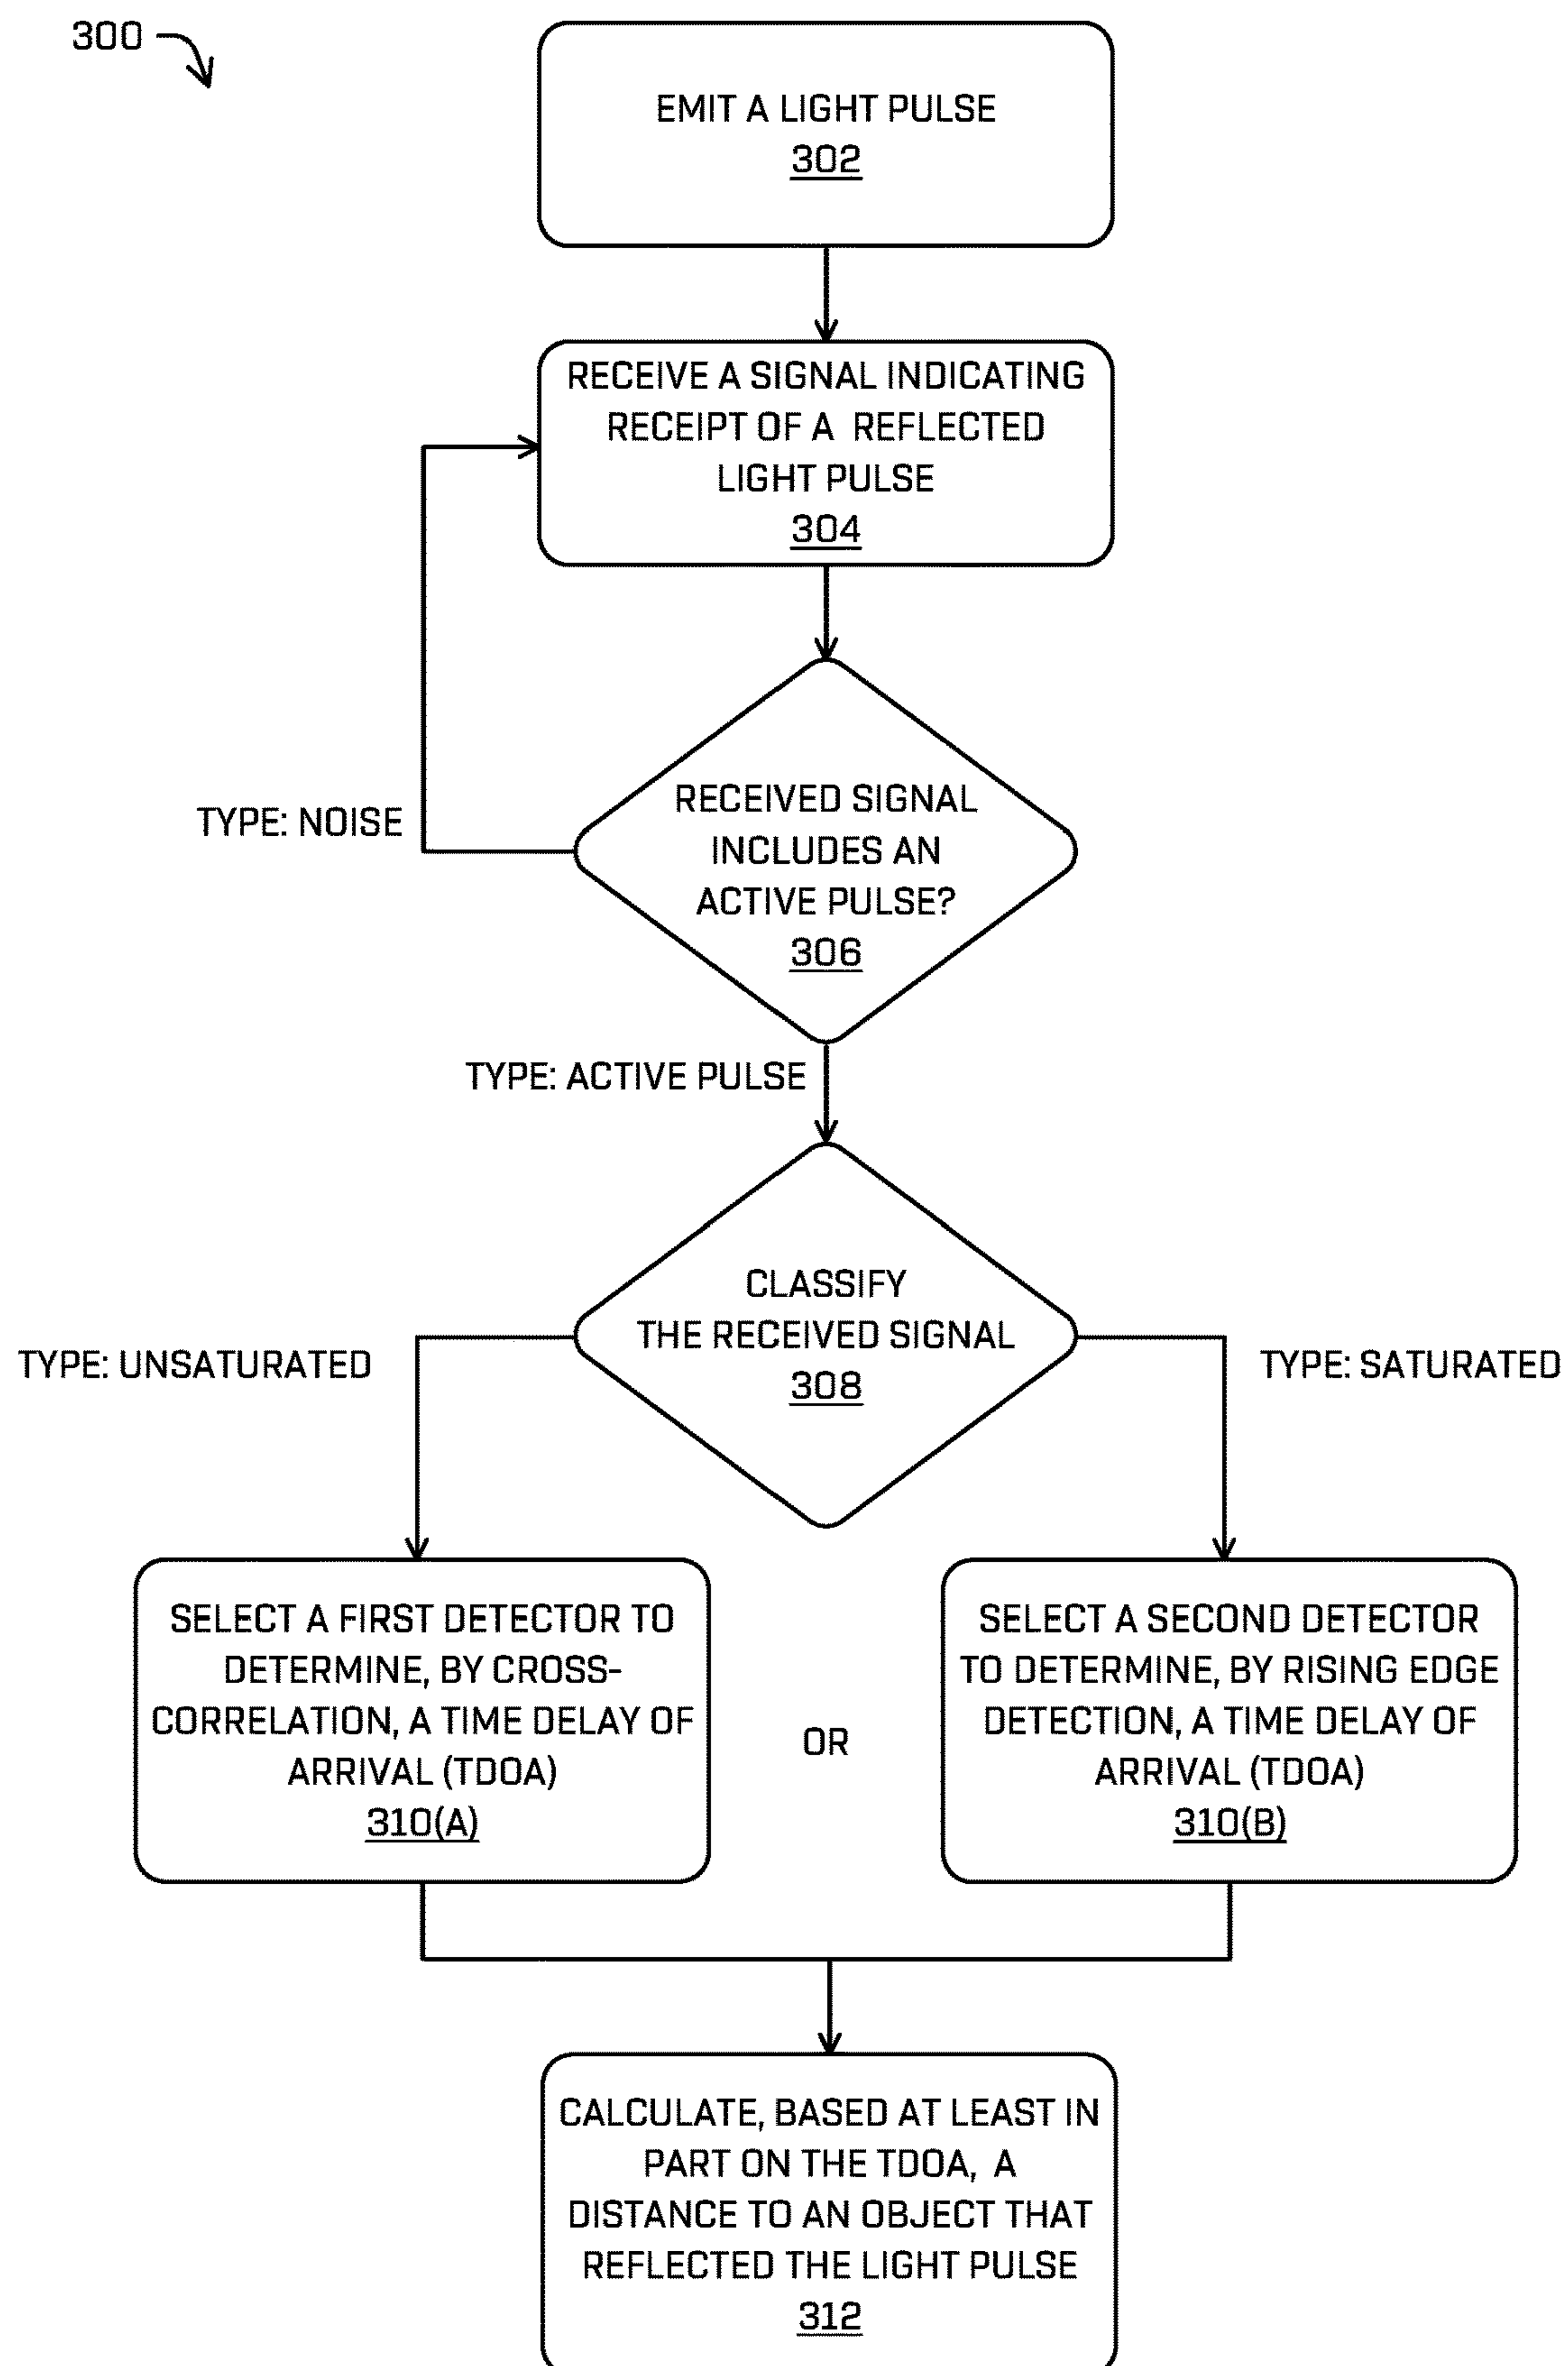 300
EMIT A LIGHT PULSE
302
RECEIVE A SIGNAL INDICATING
RECEIPT OF A REFLECTED
LIGHT PULSE
304
TYPE: NOISE
RECEIVED SIGNAL
INCLUDES AN
ACTIVE PULSE?
306
TYPE: ACTIVE PULSE
CLASSIFY
THE RECEIVED SIGNAL
308
TYPE: UNSATURATED
TYPE: SATURATED
SELECT A FIRST DETECTOR TO
DETERMINE, BY CROSS-
CORRELATION, A TIME DELAY OF
ARRIVAL (TDOA)
310(A)
OR
SELECT A SECOND DETECTOR
TO DETERMINE, BY RISING EDGE
DETECTION, A TIME DELAY OF
ARRIVAL (TDOA)
310(B)
CALCULATE, BASED AT LEAST IN
PART ON THE TDOA, A
DISTANCE TO AN OBJECT THAT
REFLECTED THE LIGHT PULSE
312